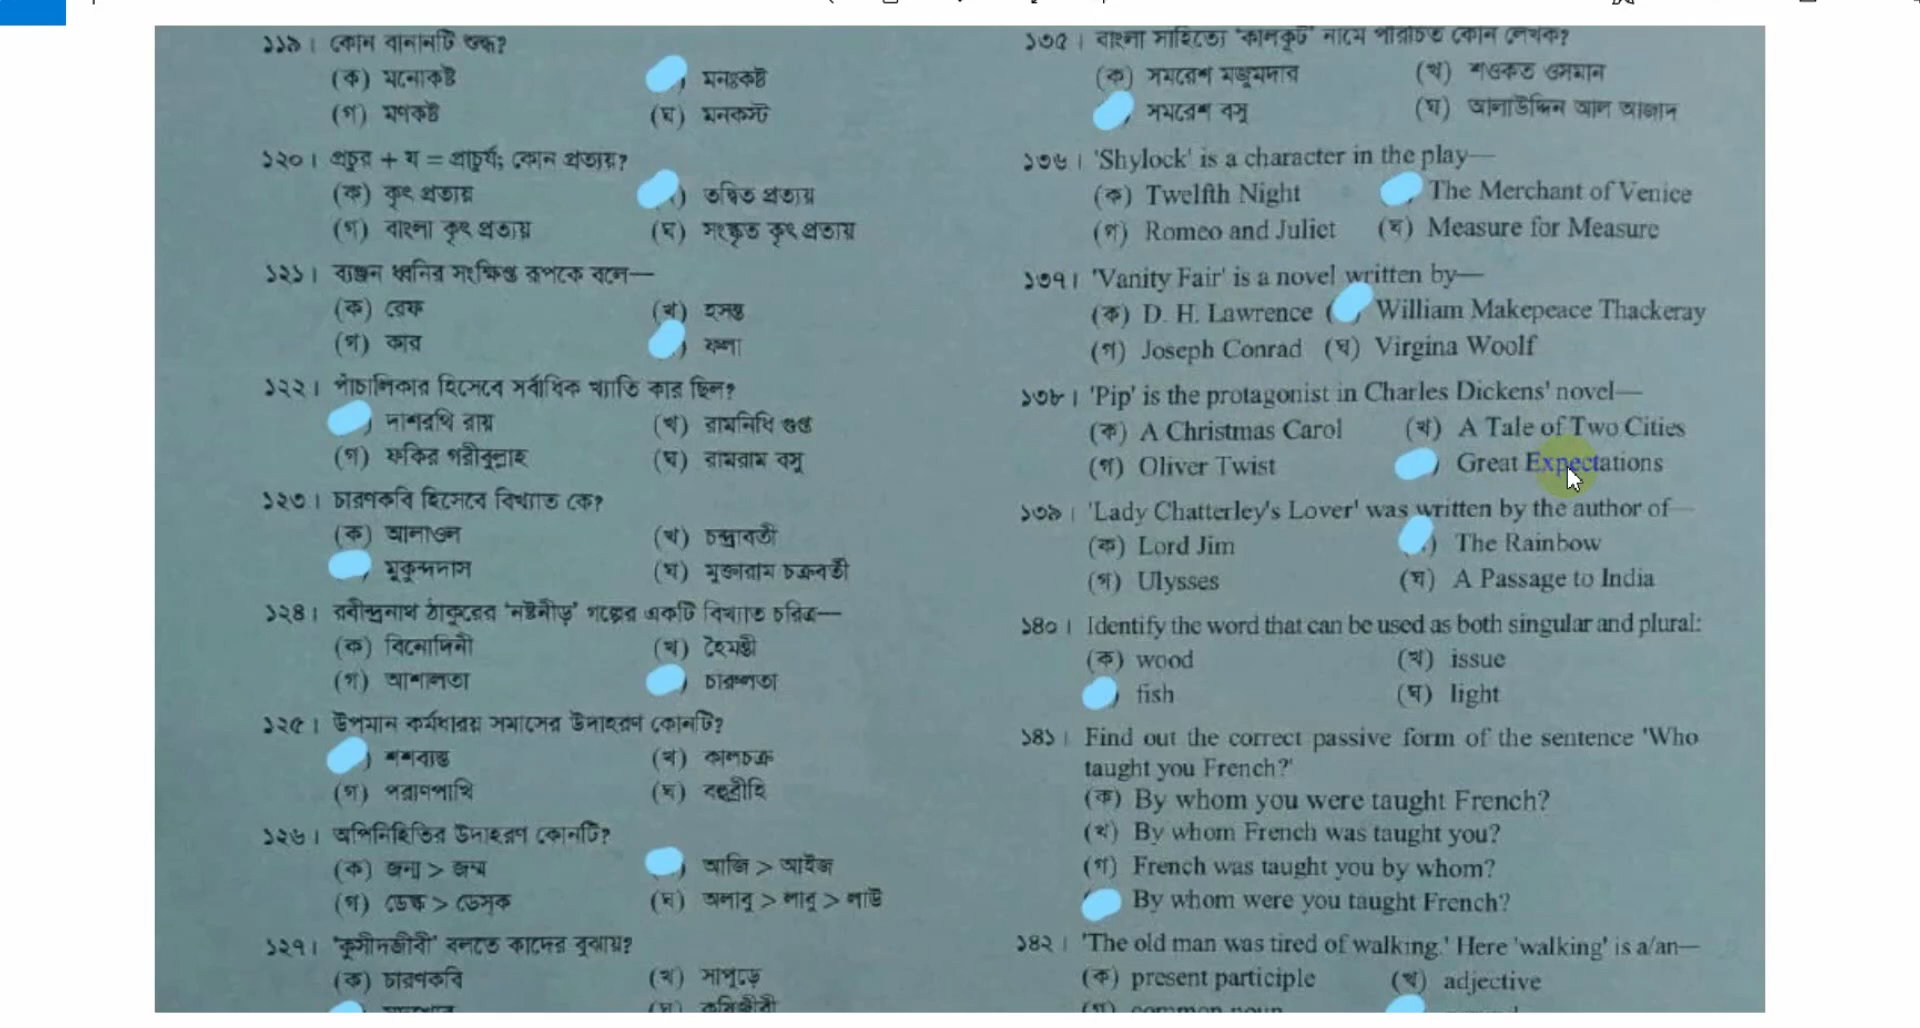 ১১৯। কোন বানানটি শুদ্ধ?
(ক) মনোকষ্ট মনঃকষ্ট
(গ) মণকষ্ট (ঘ) মনকস্ট
১২০। প্রচুর + য = প্রাচুর্য; কোন প্রত্যয়?
(ক) কৃৎ প্রত্যয় ) তদ্ধিত প্রত্যয়
(গ) বাংলা কৃৎ প্রত্যয় (ঘ) সংস্কৃত কৃৎ প্রত্যয়
১২১। ব্যঞ্জন ধ্বনির সংক্ষিপ্ত রূপকে বলে—
(ক) রেফ (খ) হসন্ত
(গ) কার ) ফলা
১২২। পাঁচালিকার হিসেবে সর্বাধিক খ্যাতি কার ছিল?
) দাশরথি রায় (খ) রামনিধি গুপ্ত
(গ) ফকির গরীবুল্লাহ (ঘ) রামরাম বসু
১২৩। চারণকবি হিসেবে বিখ্যাত কে?
(ক) আলাওল (খ) চন্দ্রাবতী
) মুকুন্দদাস (ঘ) মুক্তারাম চক্রবর্তী
১২৪। রবীন্দ্রনাথ ঠাকুরের 'নষ্টনীড়' গল্পের একটি বিখ্যাত চরিত্র—
(ক) বিনোদিনী (খ) হৈমন্তী
(গ) আশালতা ) চারুলতা
১২৫। উপমান কর্মধারয় সমাসের উদাহরণ কোনটি?
) শশব্যস্ত (খ) কালচক্র
(গ) পরাণপাখি (ঘ) বহুব্রীহি
১২৬। অপিনিহিতির উদাহরণ কোনটি?
(ক) জন্ম > জন্ম ) আজি > আইজ
(গ) ডেস্ক > ডেসক (ঘ) অলাবু > লাবু > লাউ
১২৭। 'কুসীদজীবী' বলতে কাদের বুঝায়?
(ক) চারণকবি (খ) সাপুড়ে
(ঘ) কৃষিজীবী
১৩৫। বাংলা সাহিত্যে 'কালকূট' নামে পরিচিত কোন লেখক?
(ক) সমরেশ মজুমদার (খ) শওকত ওসমান
সমরেশ বসু (ঘ) আলাউদ্দিন আল আজাদ
১৩৬। 'Shylock' is a character in the play—
(ক) Twelfth Night The Merchant of Venice
(গ) Romeo and Juliet (ঘ) Measure for Measure
১৩৭। 'Vanity Fair' is a novel written by—
(ক) D. H. Lawrence ( ) William Makepeace Thackeray
(গ) Joseph Conrad (ঘ) Virgina Woolf
১৩৮। 'Pip' is the protagonist in Charles Dickens' novel—
(ক) A Christmas Carol (খ) A Tale of Two Cities
(গ) Oliver Twist ) Great Expectations
১৩৯। 'Lady Chatterley's Lover' was written by the author of—
(ক) Lord Jim ) The Rainbow
(গ) Ulysses (ঘ) A Passage to India
১৪০। Identify the word that can be used as both singular and plural:
(ক) wood (খ) issue
) fish (ঘ) light
১৪১। Find out the correct passive form of the sentence 'Who
taught you French?'
(ক) By whom you were taught French?
(খ) By whom French was taught you?
(গ) French was taught you by whom?
By whom were you taught French?
১৪২। 'The old man was tired of walking.' Here 'walking' is a/an—
(ক) present participle (খ) adjective
(গ) common noun